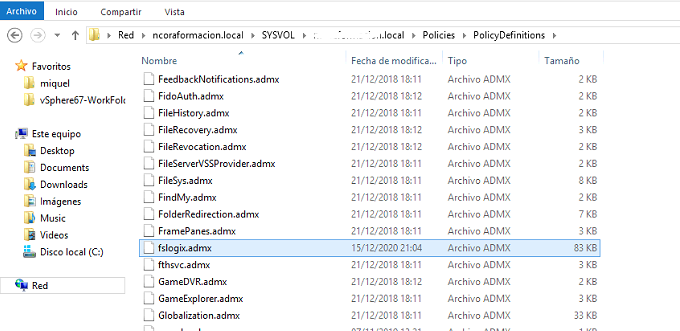 Archivo Inicio Compartir Vista
Red ncoraformacion.local SYSVOL .local Policies PolicyDefinitions
Nombre Fecha de modifica... Tipo Tamaño
Favoritos
miquel
vSphere67-WorkFol
Este equipo
Desktop
Documents
Downloads
Imágenes
Música
Videos
Disco local (C:)
Red
FeedbackNotifications.admx 21/12/2018 18:11 Archivo ADMX 2 KB
FidoAuth.admx 21/12/2018 18:12 Archivo ADMX 2 KB
FileHistory.admx 21/12/2018 18:11 Archivo ADMX 2 KB
FileRecovery.admx 21/12/2018 18:12 Archivo ADMX 3 KB
FileRevocation.admx 21/12/2018 18:12 Archivo ADMX 2 KB
FileServerVSSProvider.admx 21/12/2018 18:11 Archivo ADMX 2 KB
FileSys.admx 21/12/2018 18:11 Archivo ADMX 8 KB
FindMy.admx 21/12/2018 18:11 Archivo ADMX 2 KB
FolderRedirection.admx 21/12/2018 18:11 Archivo ADMX 7 KB
FramePanes.admx 21/12/2018 18:11 Archivo ADMX 3 KB
fslogix.admx 15/12/2020 21:04 Archivo ADMX 83 KB
fthsvc.admx 21/12/2018 18:11 Archivo ADMX 3 KB
GameDVR.admx 21/12/2018 18:12 Archivo ADMX 2 KB
GameExplorer.admx 21/12/2018 18:11 Archivo ADMX 3 KB
Globalization.admx 21/12/2018 18:11 Archivo ADMX 33 KB